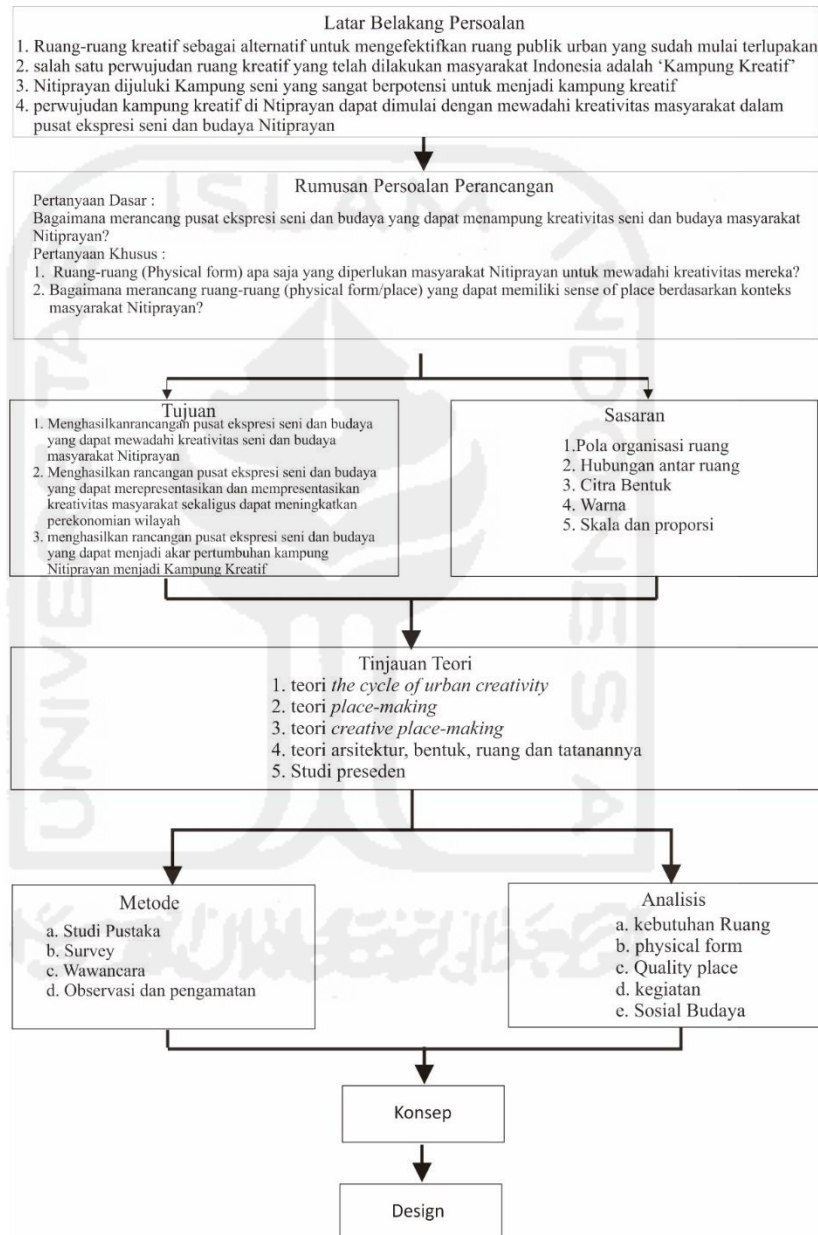 Latar Belakang Persoalan
1. Ruang-ruang kreatif sebagai alternatif untuk mengefektifkan ruang publik urban yang sudah mulai terlupakan
2. salah satu perwujudan ruang kreatif yang telah dilakukan masyarakat Indonesia adalah ‘Kampung Kreatif’
3. Nitiprayan dijuluki Kampung seni yang sangat berpotensi untuk menjadi kampung kreatif
4. perwujudan kampung kreatif di Ntiprayan dapat dimulai dengan mewadahi kreativitas masyarakat dalam
pusat ekspresi seni dan budaya Nitiprayan
Rumusan Persoalan Perancangan
Pertanyaan Dasar :
Bagaimana merancang pusat ekspresi seni dan budaya yang dapat menampung kreativitas seni dan budaya masyarakat
Nitiprayan?
Pertanyaan Khusus :
1. Ruang-ruang (Physical form) apa saja yang diperlukan masyarakat Nitiprayan untuk mewadahi kreativitas mereka?
2. Bagaimana merancang ruang-ruang (physical form/place) yang dapat memiliki sense of place berdasarkan konteks
masyarakat Nitiprayan?
Tujuan
1. Menghasilkanrancangan pusat ekspresi seni dan budaya
yang dapat mewadahi kreativitas seni dan budaya
masyarakat Nitiprayan
2. Menghasilkan rancangan pusat ekspresi seni dan budaya
yang dapat merepresentasikan dan mempresentasikan
kreativitas masyarakat sekaligus dapat meningkatkan
perekonomian wilayah
3. menghasilkan rancangan pusat ekspresi seni dan budaya
yang dapat menjadi akar pertumbuhan kampung
Nitiprayan menjadi Kampung Kreatif
Sasaran
1.Pola organisasi ruang
2. Hubungan antar ruang
3. Citra Bentuk
4. Warna
5. Skala dan proporsi
Tinjauan Teori
1. teori the cycle of urban creativity
2. teori place-making
3. teori creative place-making
4. teori arsitektur, bentuk, ruang dan tatanannya
5. Studi preseden
Metode
a. Studi Pustaka
b. Survey
c. Wawancara
d. Observasi dan pengamatan
Analisis
a. kebutuhan Ruang
b. physical form
c. Quality place
d. kegiatan
e. Sosial Budaya
Konsep
Design
UNIVERSITAS
ISLAM
INDONESIA